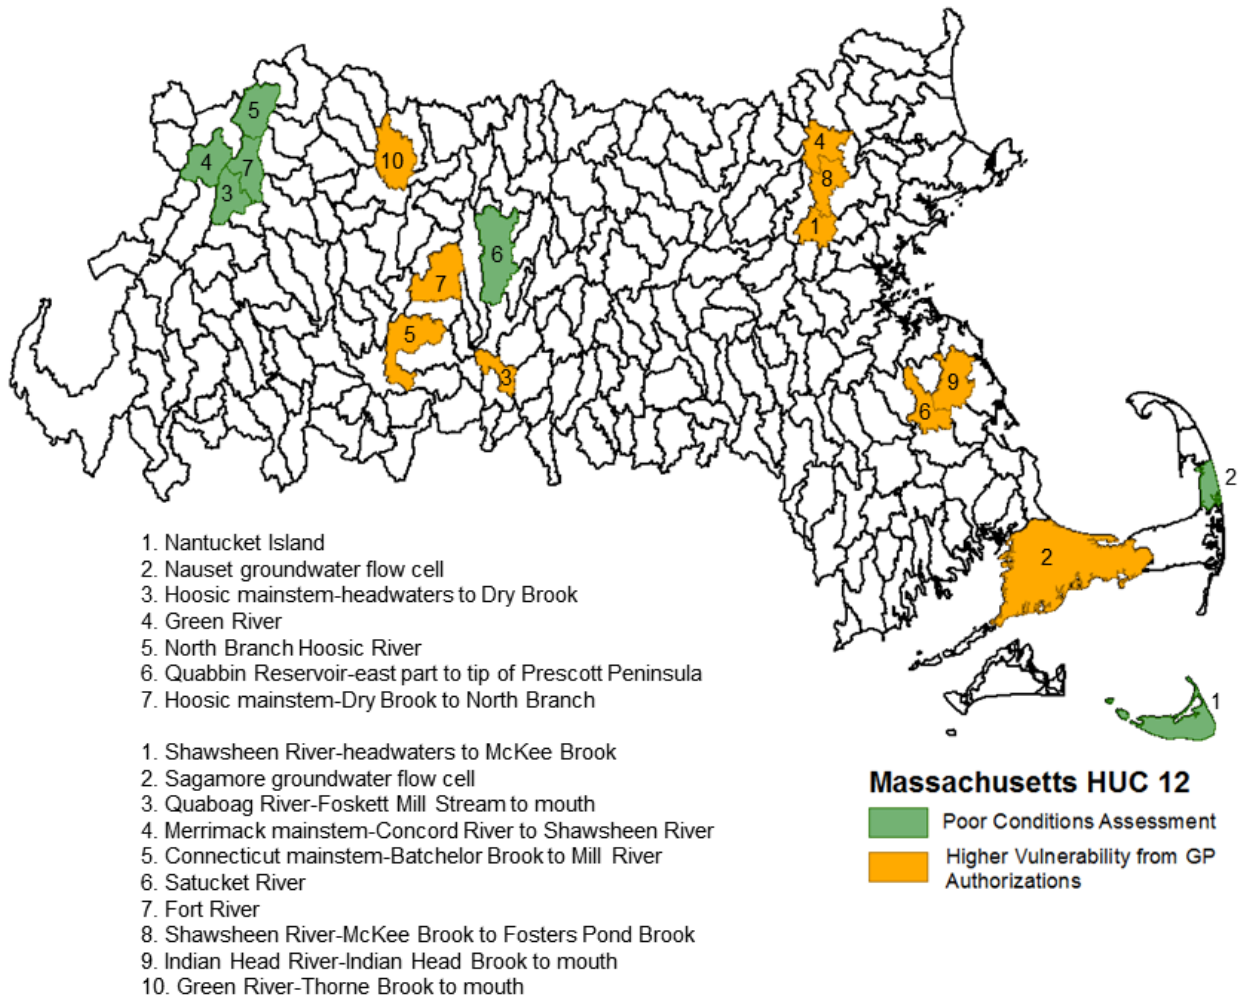 5
4
7
3
10
6
7
5
3
4
8
1
9
6
2
2
1
1. Nantucket Island
2. Nauset groundwater flow cell
3. Hoosic mainstem-headwaters to Dry Brook
4. Green River
5. North Branch Hoosic River
6. Quabbin Reservoir-east part to tip of Prescott Peninsula
7. Hoosic mainstem-Dry Brook to North Branch
1. Shawsheen River-headwaters to McKee Brook
2. Sagamore groundwater flow cell
3. Quaboag River-Foskett Mill Stream to mouth
4. Merrimack mainstem-Concord River to Shawsheen River
5. Connecticut mainstem-Batchelor Brook to Mill River
6. Satucket River
7. Fort River
8. Shawsheen River-McKee Brook to Fosters Pond Brook
9. Indian Head River-Indian Head Brook to mouth
10. Green River-Thorne Brook to mouth
Massachusetts HUC 12
Poor Conditions Assessment
Higher Vulnerability from GP
Authorizations